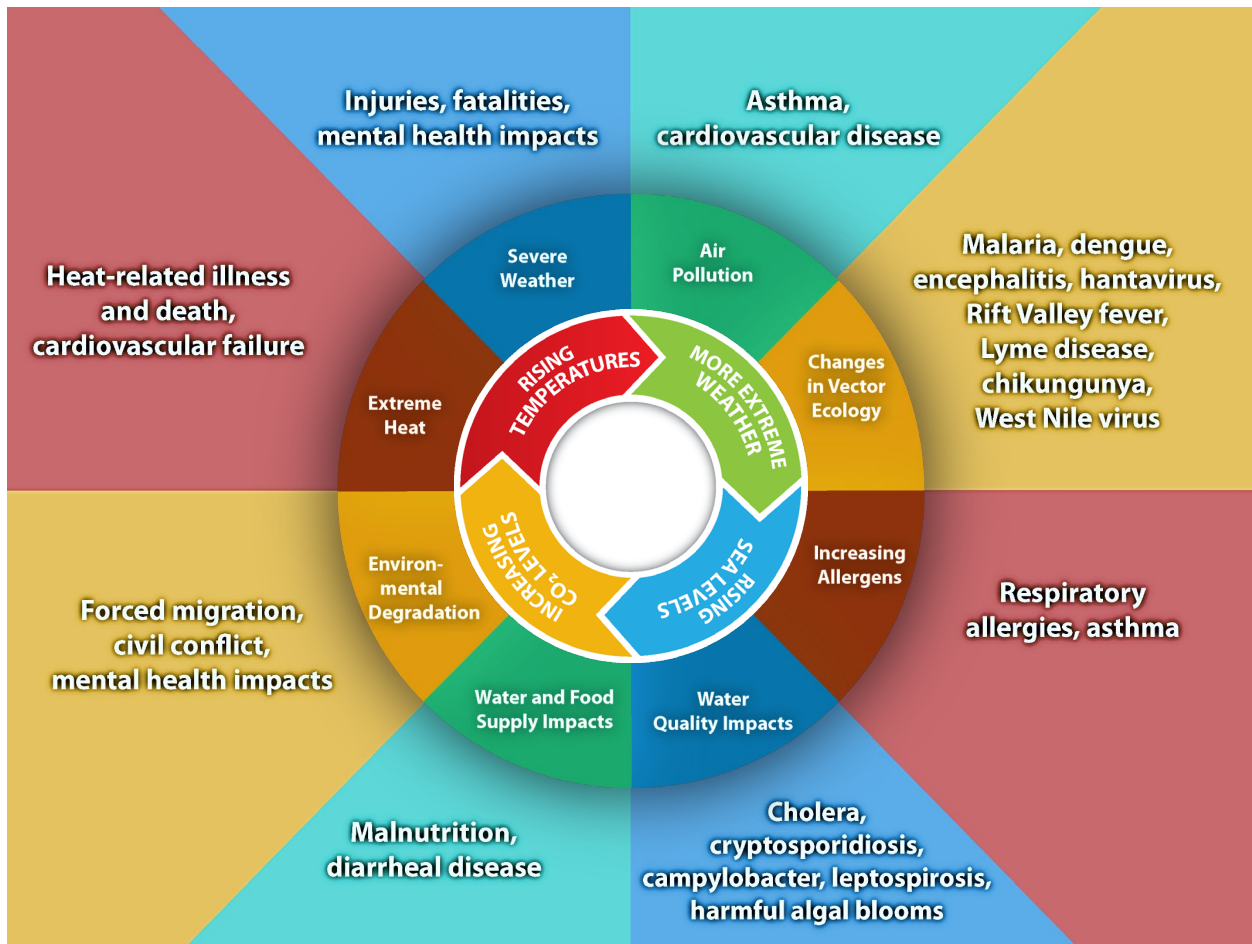 Injuries, fatalities,
mental health impacts
Asthma,
cardiovascular disease
Heat-related illness
and death,
cardiovascular failure
Malaria, dengue,
encephalitis, hantavirus,
Rift Valley fever,
Lyme disease,
chikungunya,
West Nile virus
Severe
Weather
Air
Pollution
Extreme
Heat
Changes
in Vector
Ecology
RISING
TEMPERATURES
MORE EXTREME
WEATHER
INCREASING
CO₂ LEVELS
RISING
SEA LEVELS
Environ-
mental
Degradation
Increasing
Allergens
Water and Food
Supply Impacts
Water
Quality Impacts
Forced migration,
civil conflict,
mental health impacts
Respiratory
allergies, asthma
Malnutrition,
diarrheal disease
Cholera,
cryptosporidiosis,
campylobacter, leptospirosis,
harmful algal blooms